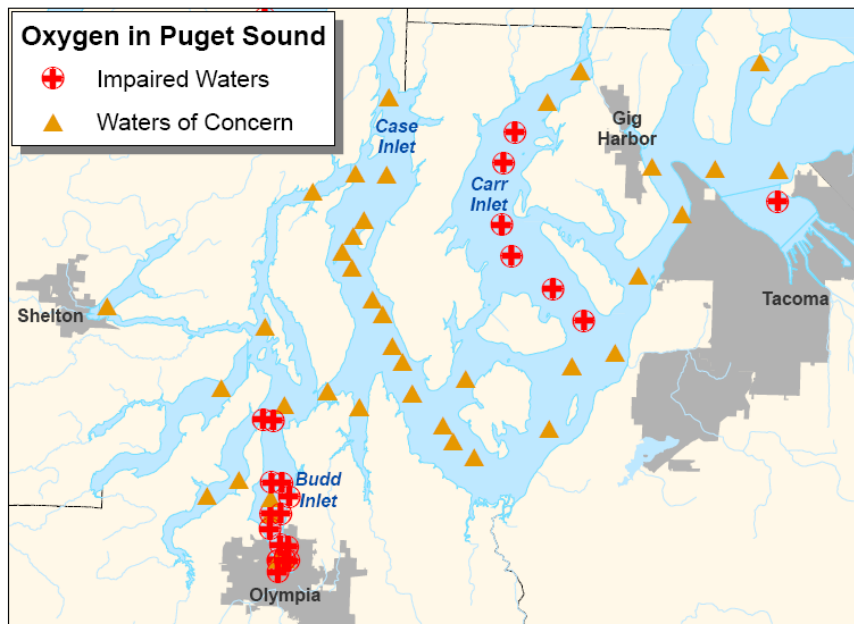 Oxygen in Puget Sound
Impaired Waters
Waters of Concern
Case
Inlet
Gig
Harbor
Carr
Inlet
Shelton
Tacoma
Budd
Inlet
Olympia